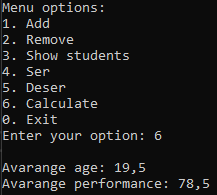 Menu options:
1. Add
2. Remove
3. Show students
4. Ser
5. Deser
6. Calculate
0. Exit
Enter your option: 6
Avarange age: 19,5
Avarange performance: 78,5